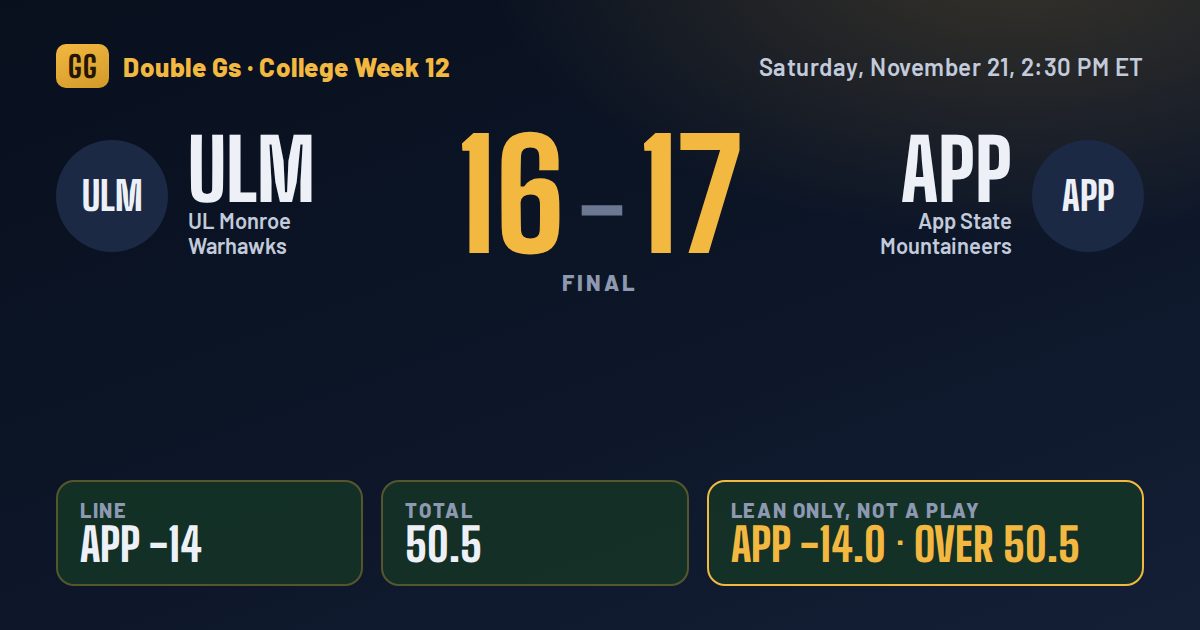 GG Double Gs · College Week 12
Saturday, November 21, 2:30 PM ET
ULM
ULM
UL Monroe
Warhawks
16 – 17
FINAL
APP
App State
Mountaineers
APP
LINE
APP −14
TOTAL
50.5
LEAN ONLY, NOT A PLAY
APP −14.0 · OVER 50.5